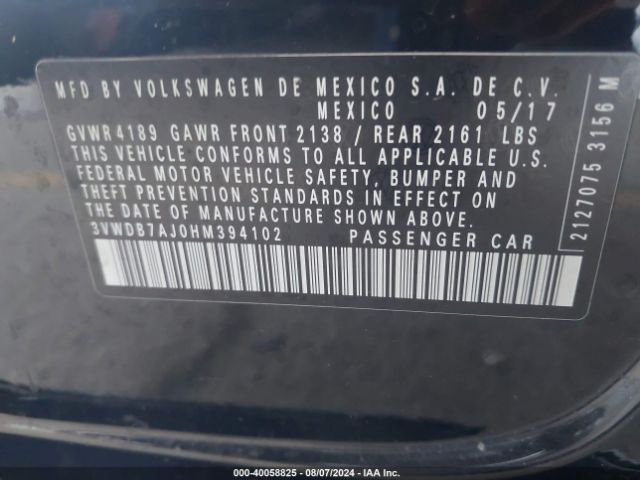 MFD BY VOLKSWAGEN DE MEXICO S.A. DE C.V.
MEXICO 05/17
GVWR 4189 GAWR FRONT 2138 / REAR 2161 LBS
THIS VEHICLE CONFORMS TO ALL APPLICABLE U.S.
FEDERAL MOTOR VEHICLE SAFETY, BUMPER AND
THEFT PREVENTION STANDARDS IN EFFECT ON
THE DATE OF MANUFACTURE SHOWN ABOVE.
3VWDB7AJ0HM394102 PASSENGER CAR
2127075 3156 M
000-40058825 - 08/07/2024 - IAA Inc.